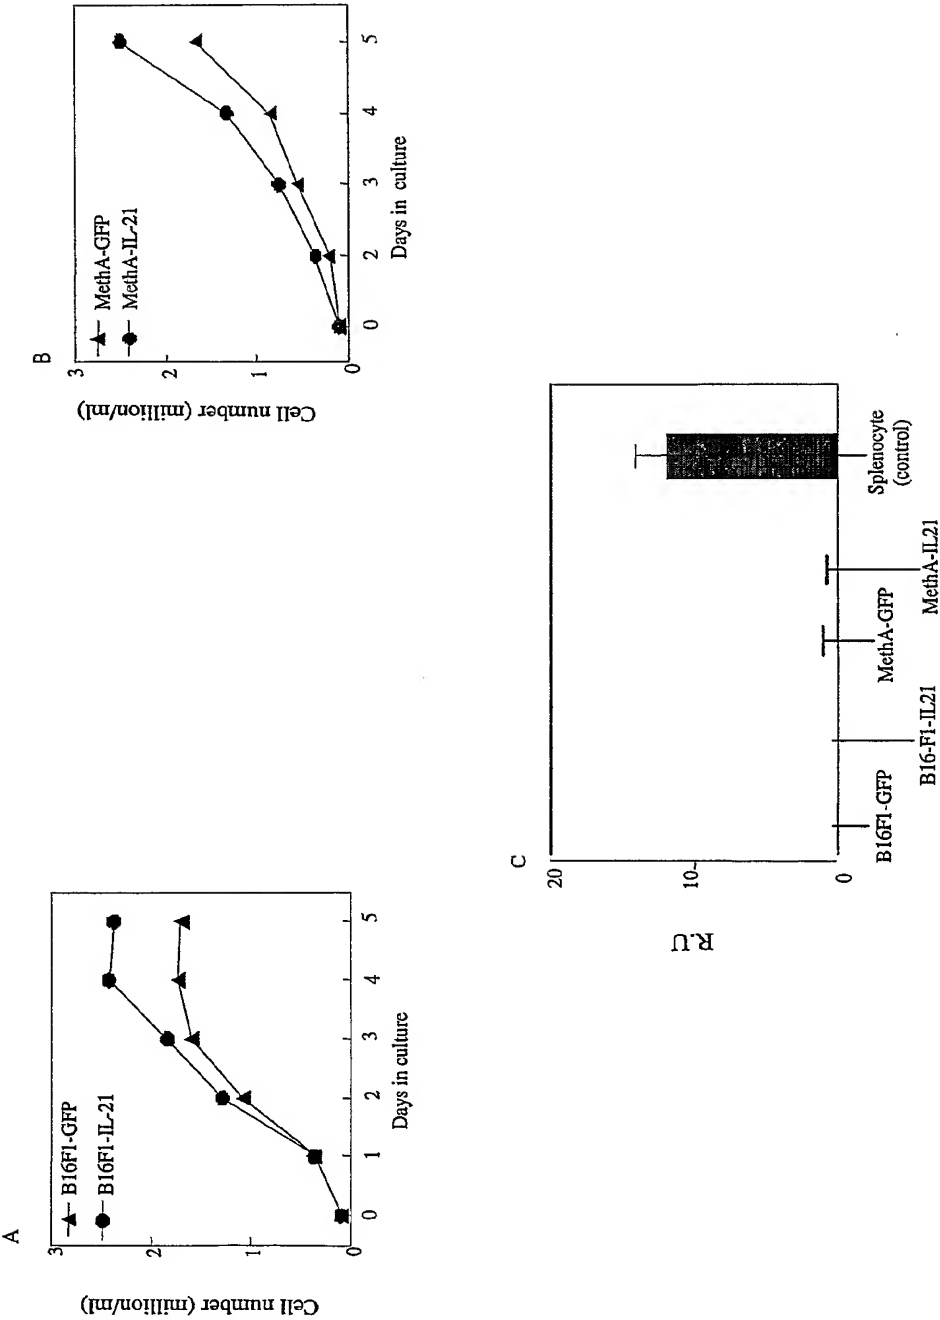 A
B16F1-GFP
B16F1-IL-21
3
2
1
0
Cell number (million/ml)
0
1
2
3
4
5
Days in culture
B
MethA-GFP
MethA-IL-21
3
2
1
0
Cell number (million/ml)
0
2
3
4
5
Days in culture
C
20
10
0
R.U
B16F1-GFP
B16-F1-IL21
MethA-GFP
MethA-IL21
Splenocyte
(control)